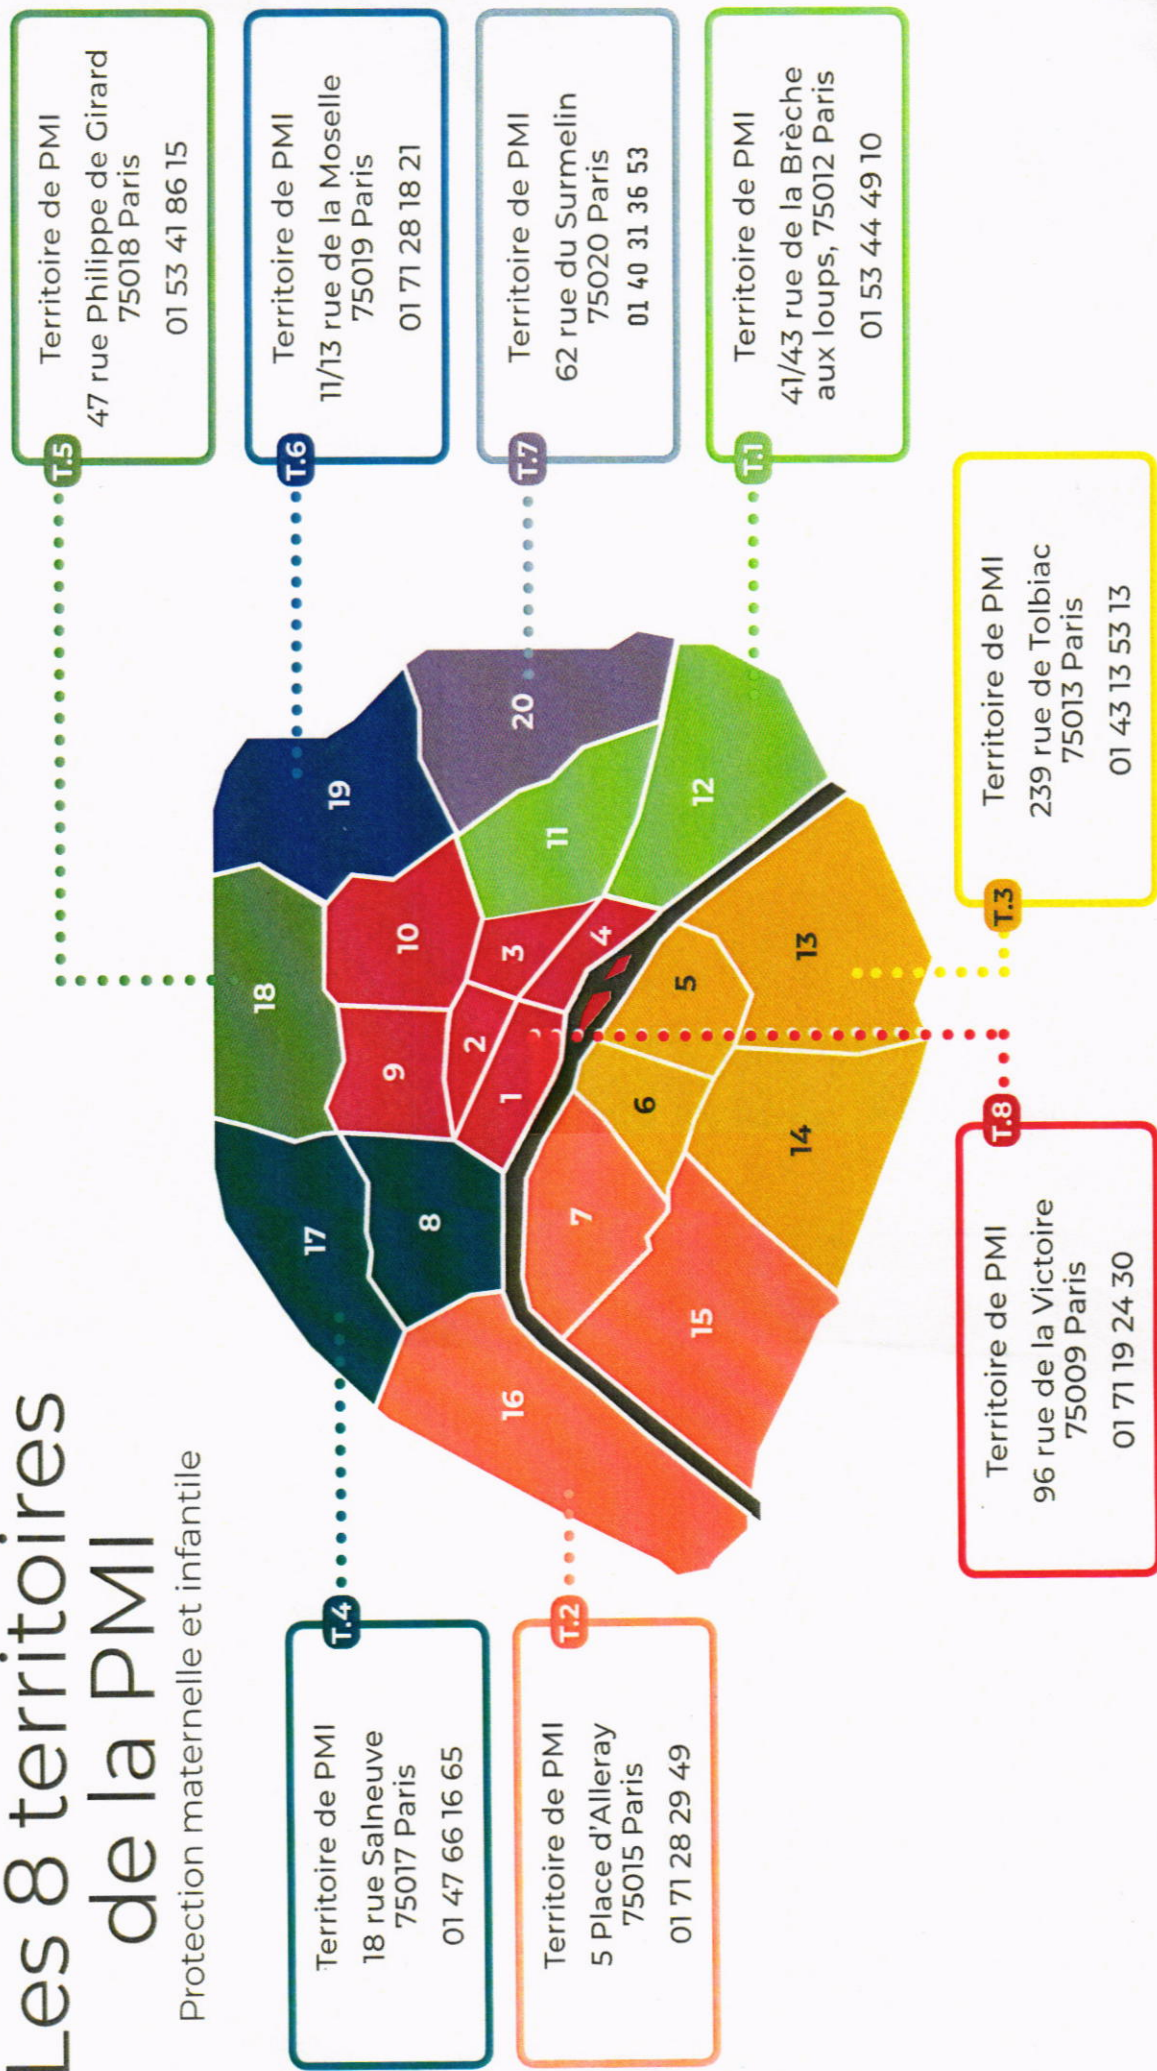 Les 8 territoires
de la PMI
Protection maternelle et infantile
T.5
Territoire de PMI
47 rue Philippe de Girard
75018 Paris
01 53 41 86 15
T.6
Territoire de PMI
11/13 rue de la Moselle
75019 Paris
01 71 28 18 21
T.7
Territoire de PMI
62 rue du Surmelin
75020 Paris
01 40 31 36 53
T.1
Territoire de PMI
41/43 rue de la Brèche
aux loups, 75012 Paris
01 53 44 49 10
T.4
Territoire de PMI
18 rue Salneuve
75017 Paris
01 47 66 16 65
T.2
Territoire de PMI
5 Place d'Alleray
75015 Paris
01 71 28 29 49
T.8
Territoire de PMI
96 rue de la Victoire
75009 Paris
01 71 19 24 30
T.3
Territoire de PMI
239 rue de Tolbiac
75013 Paris
01 43 13 53 13
18
17
19
9
10
8
2
3
1
11
20
4
16
7
6
5
12
15
14
13